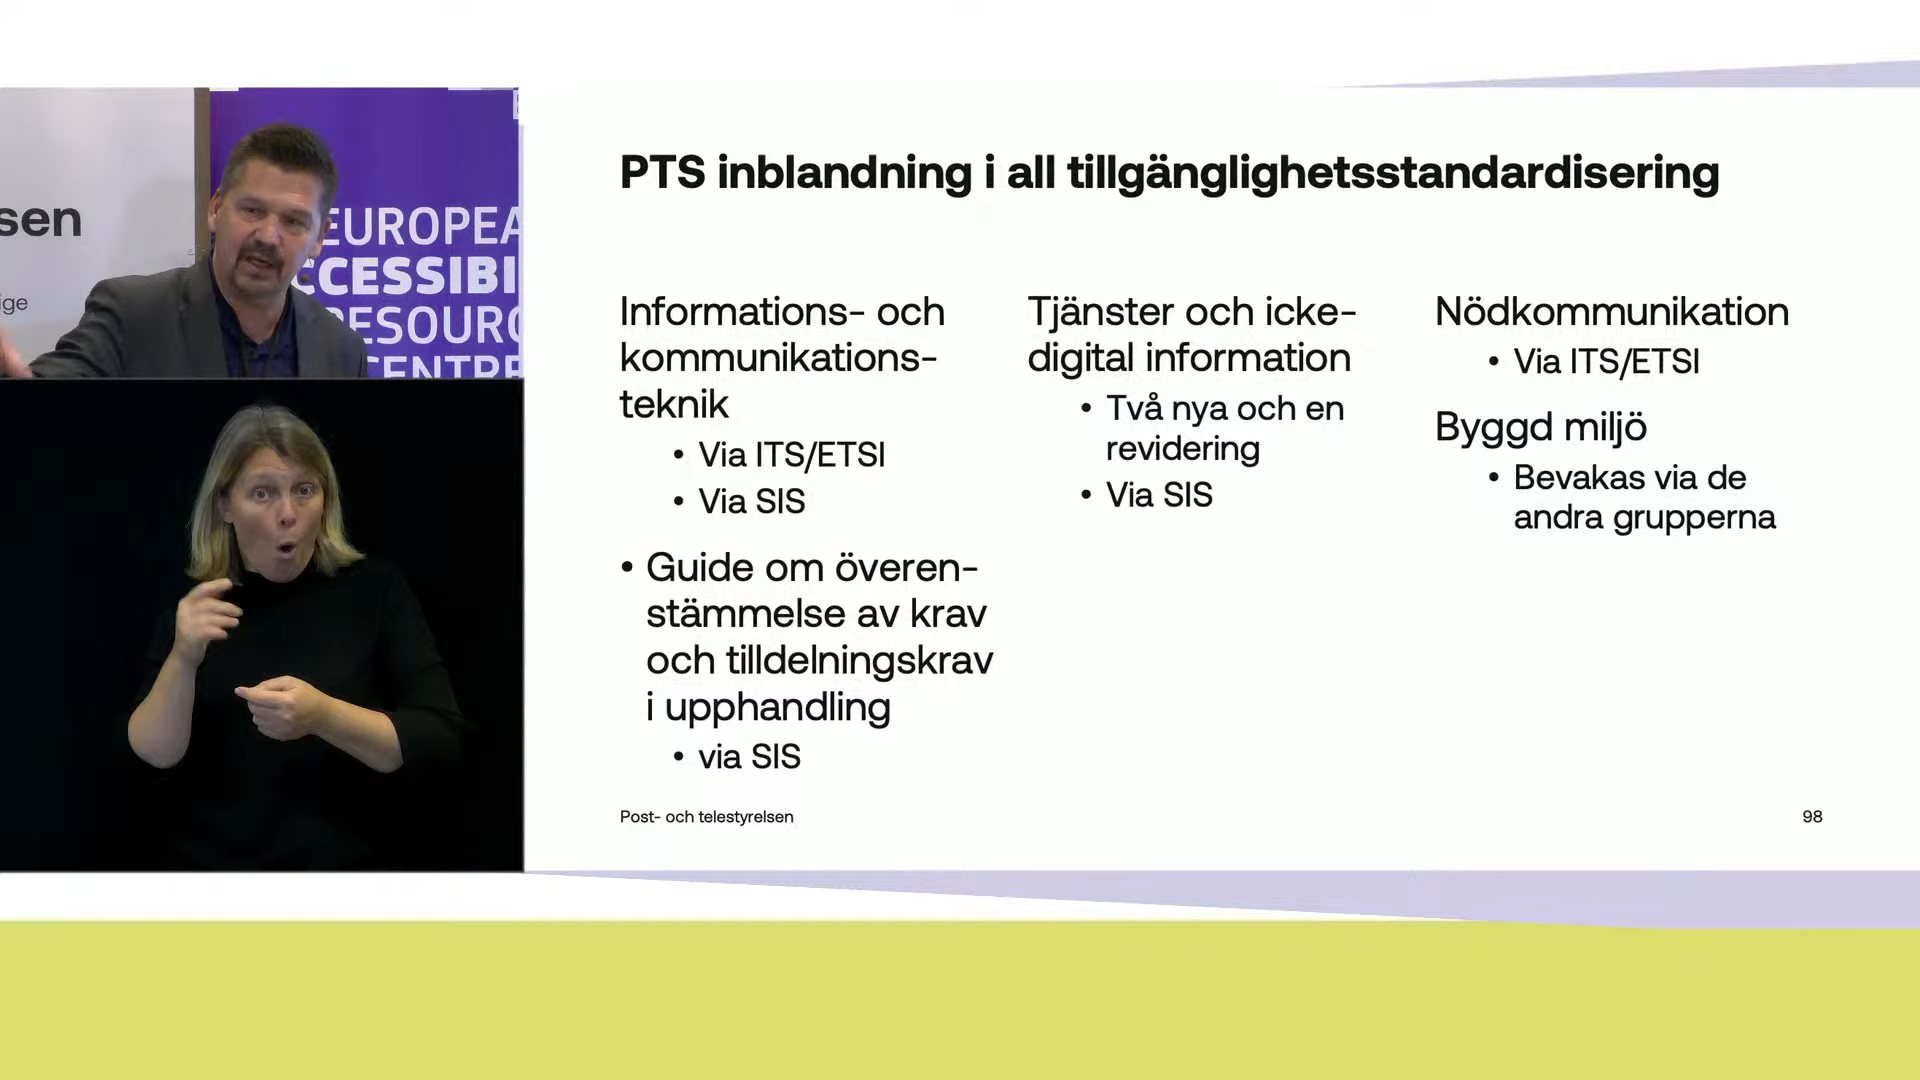 sen
ige
EUROPEA
CCESSIBI
RESOURC
CENTRE
PTS inblandning i all tillgänglighetsstandardisering
Informations- och
kommunikations-
teknik
• Via ITS/ETSI
• Via SIS
• Guide om överen-
stämmelse av krav
och tilldelningskrav
i upphandling
• via SIS
Tjänster och icke-
digital information
• Två nya och en
revidering
• Via SIS
Nödkommunikation
• Via ITS/ETSI
Byggd miljö
• Bevakas via de
andra grupperna
Post- och telestyrelsen
98